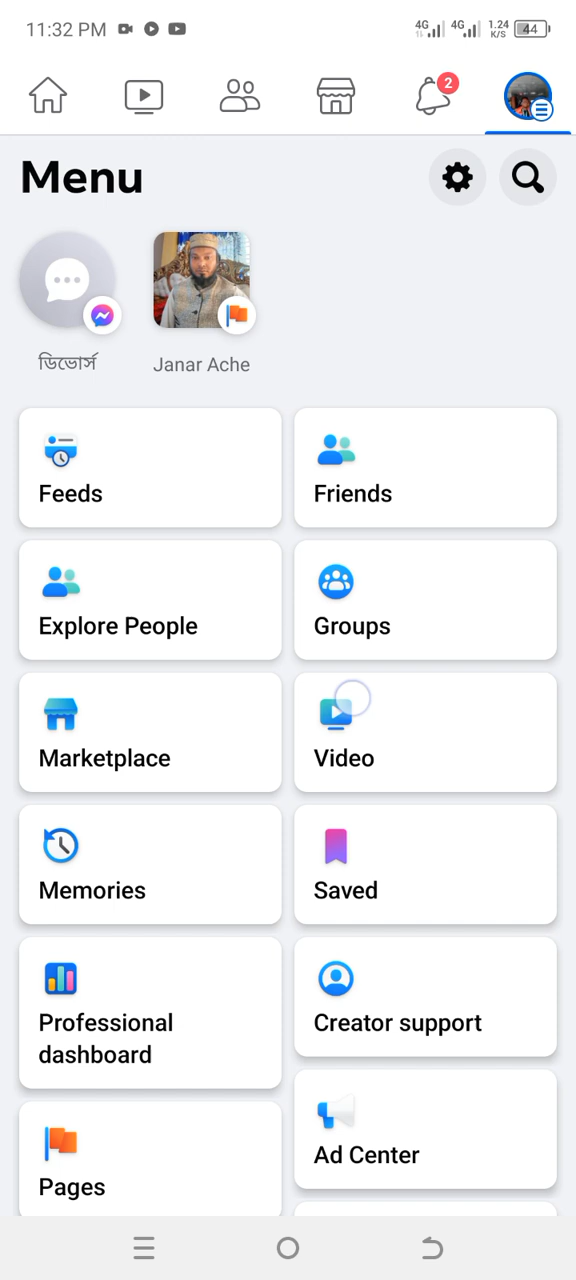 11:32 PM
4G 4G 1.24 K/S 44
2
Menu
ডিভোর্স
Janar Ache
Feeds
Friends
Explore People
Groups
Marketplace
Video
Memories
Saved
Professional
dashboard
Creator support
Pages
Ad Center